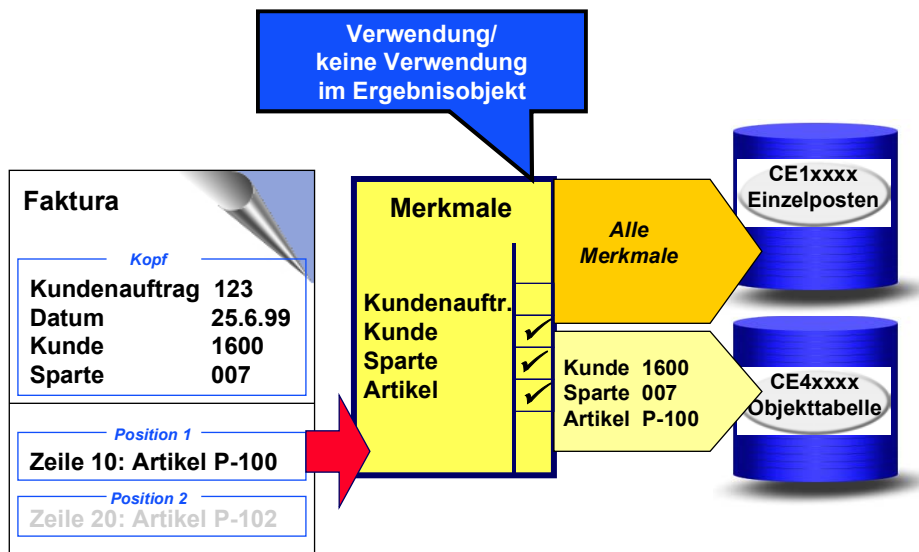 Verwendung/
keine Verwendung
im Ergebnisobjekt
Faktura
Kopf
Kundenauftrag 123
Datum 25.6.99
Kunde 1600
Sparte 007
Position 1
Zeile 10: Artikel P-100
Position 2
Zeile 20: Artikel P-102
Merkmale
Kundenauftr.
Kunde ✓
Sparte ✓
Artikel ✓
Alle
Merkmale
Kunde 1600
Sparte 007
Artikel P-100
CE1xxxx
Einzelposten
CE4xxxx
Objekttabelle